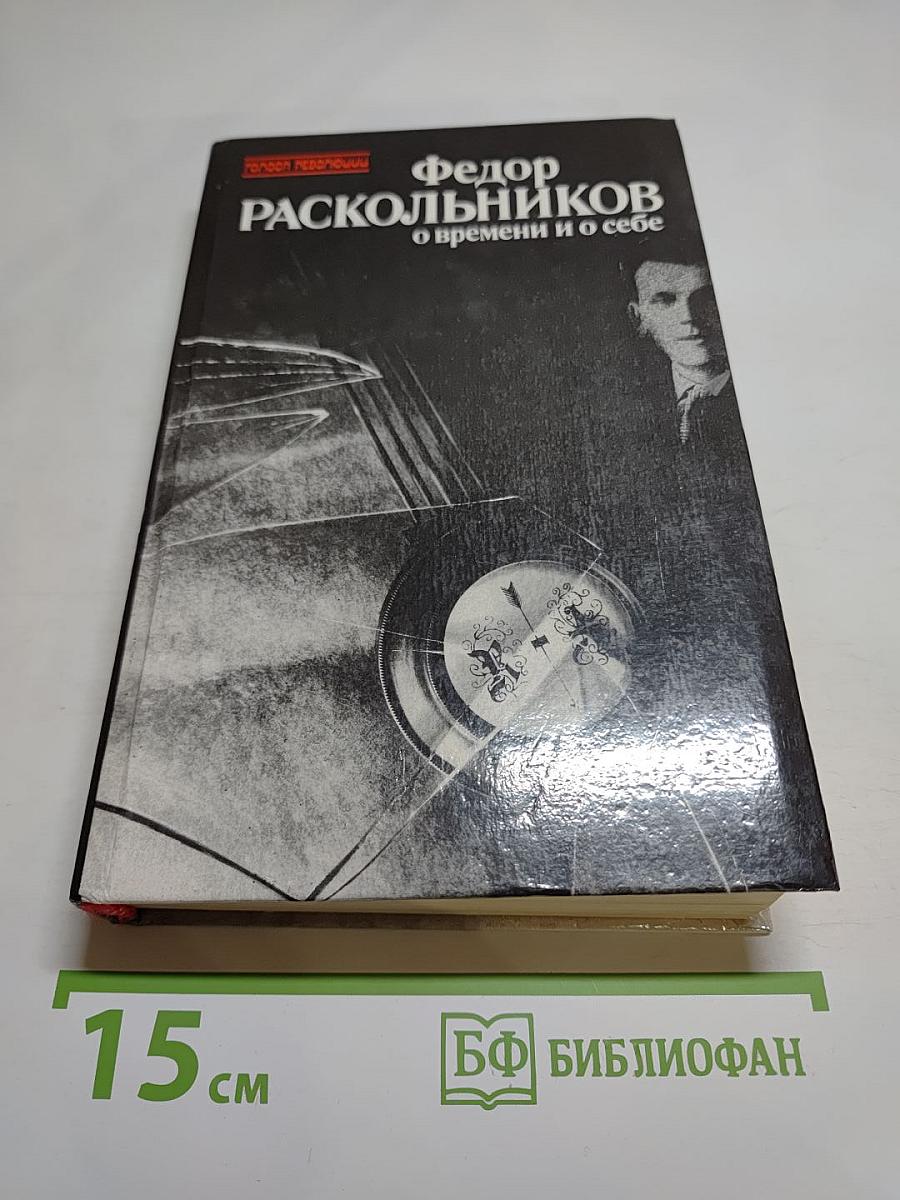 голоса революции
Федор
РАСКОЛЬНИКОВ
о времени и о себе
15 см
БФ БИБЛИОФАН